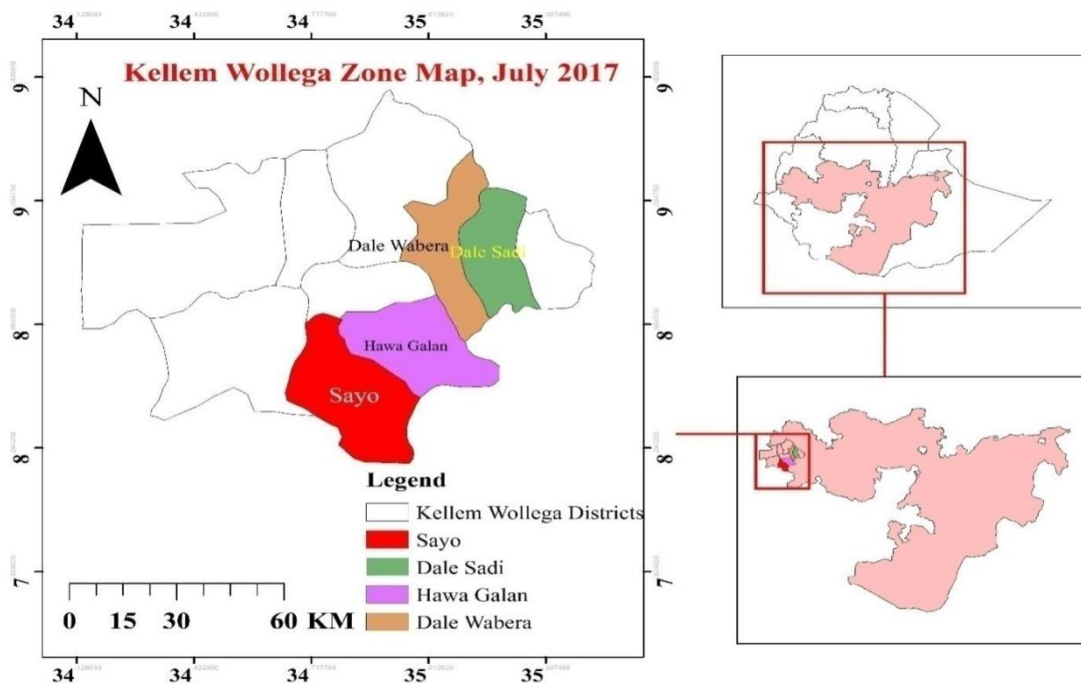 34 34 34 35 35
Kellem Wollega Zone Map, July 2017
N
9
9
8
8
7
9
9
8
8
7
Dale Wabera
Dale Sadi
Hawa Galan
Sayo
Legend
Kellem Wollega Districts
Sayo
Dale Sadi
Hawa Galan
Dale Wabera
0 15 30 60 KM
34 34 34 35 35